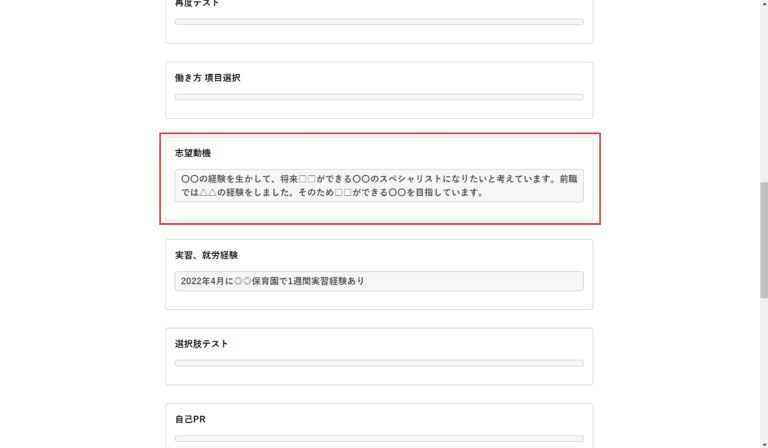 再度テスト
働き方 項目選択
志望動機
〇〇の経験を生かして、将来□□ができる〇〇のスペシャリストになりたいと考えています。前職
では△△の経験をしました。そのため□□ができる〇〇を目指しています。
実習、就労経験
2022年4月に◎◎保育園で1週間実習経験あり
選択肢テスト
自己PR